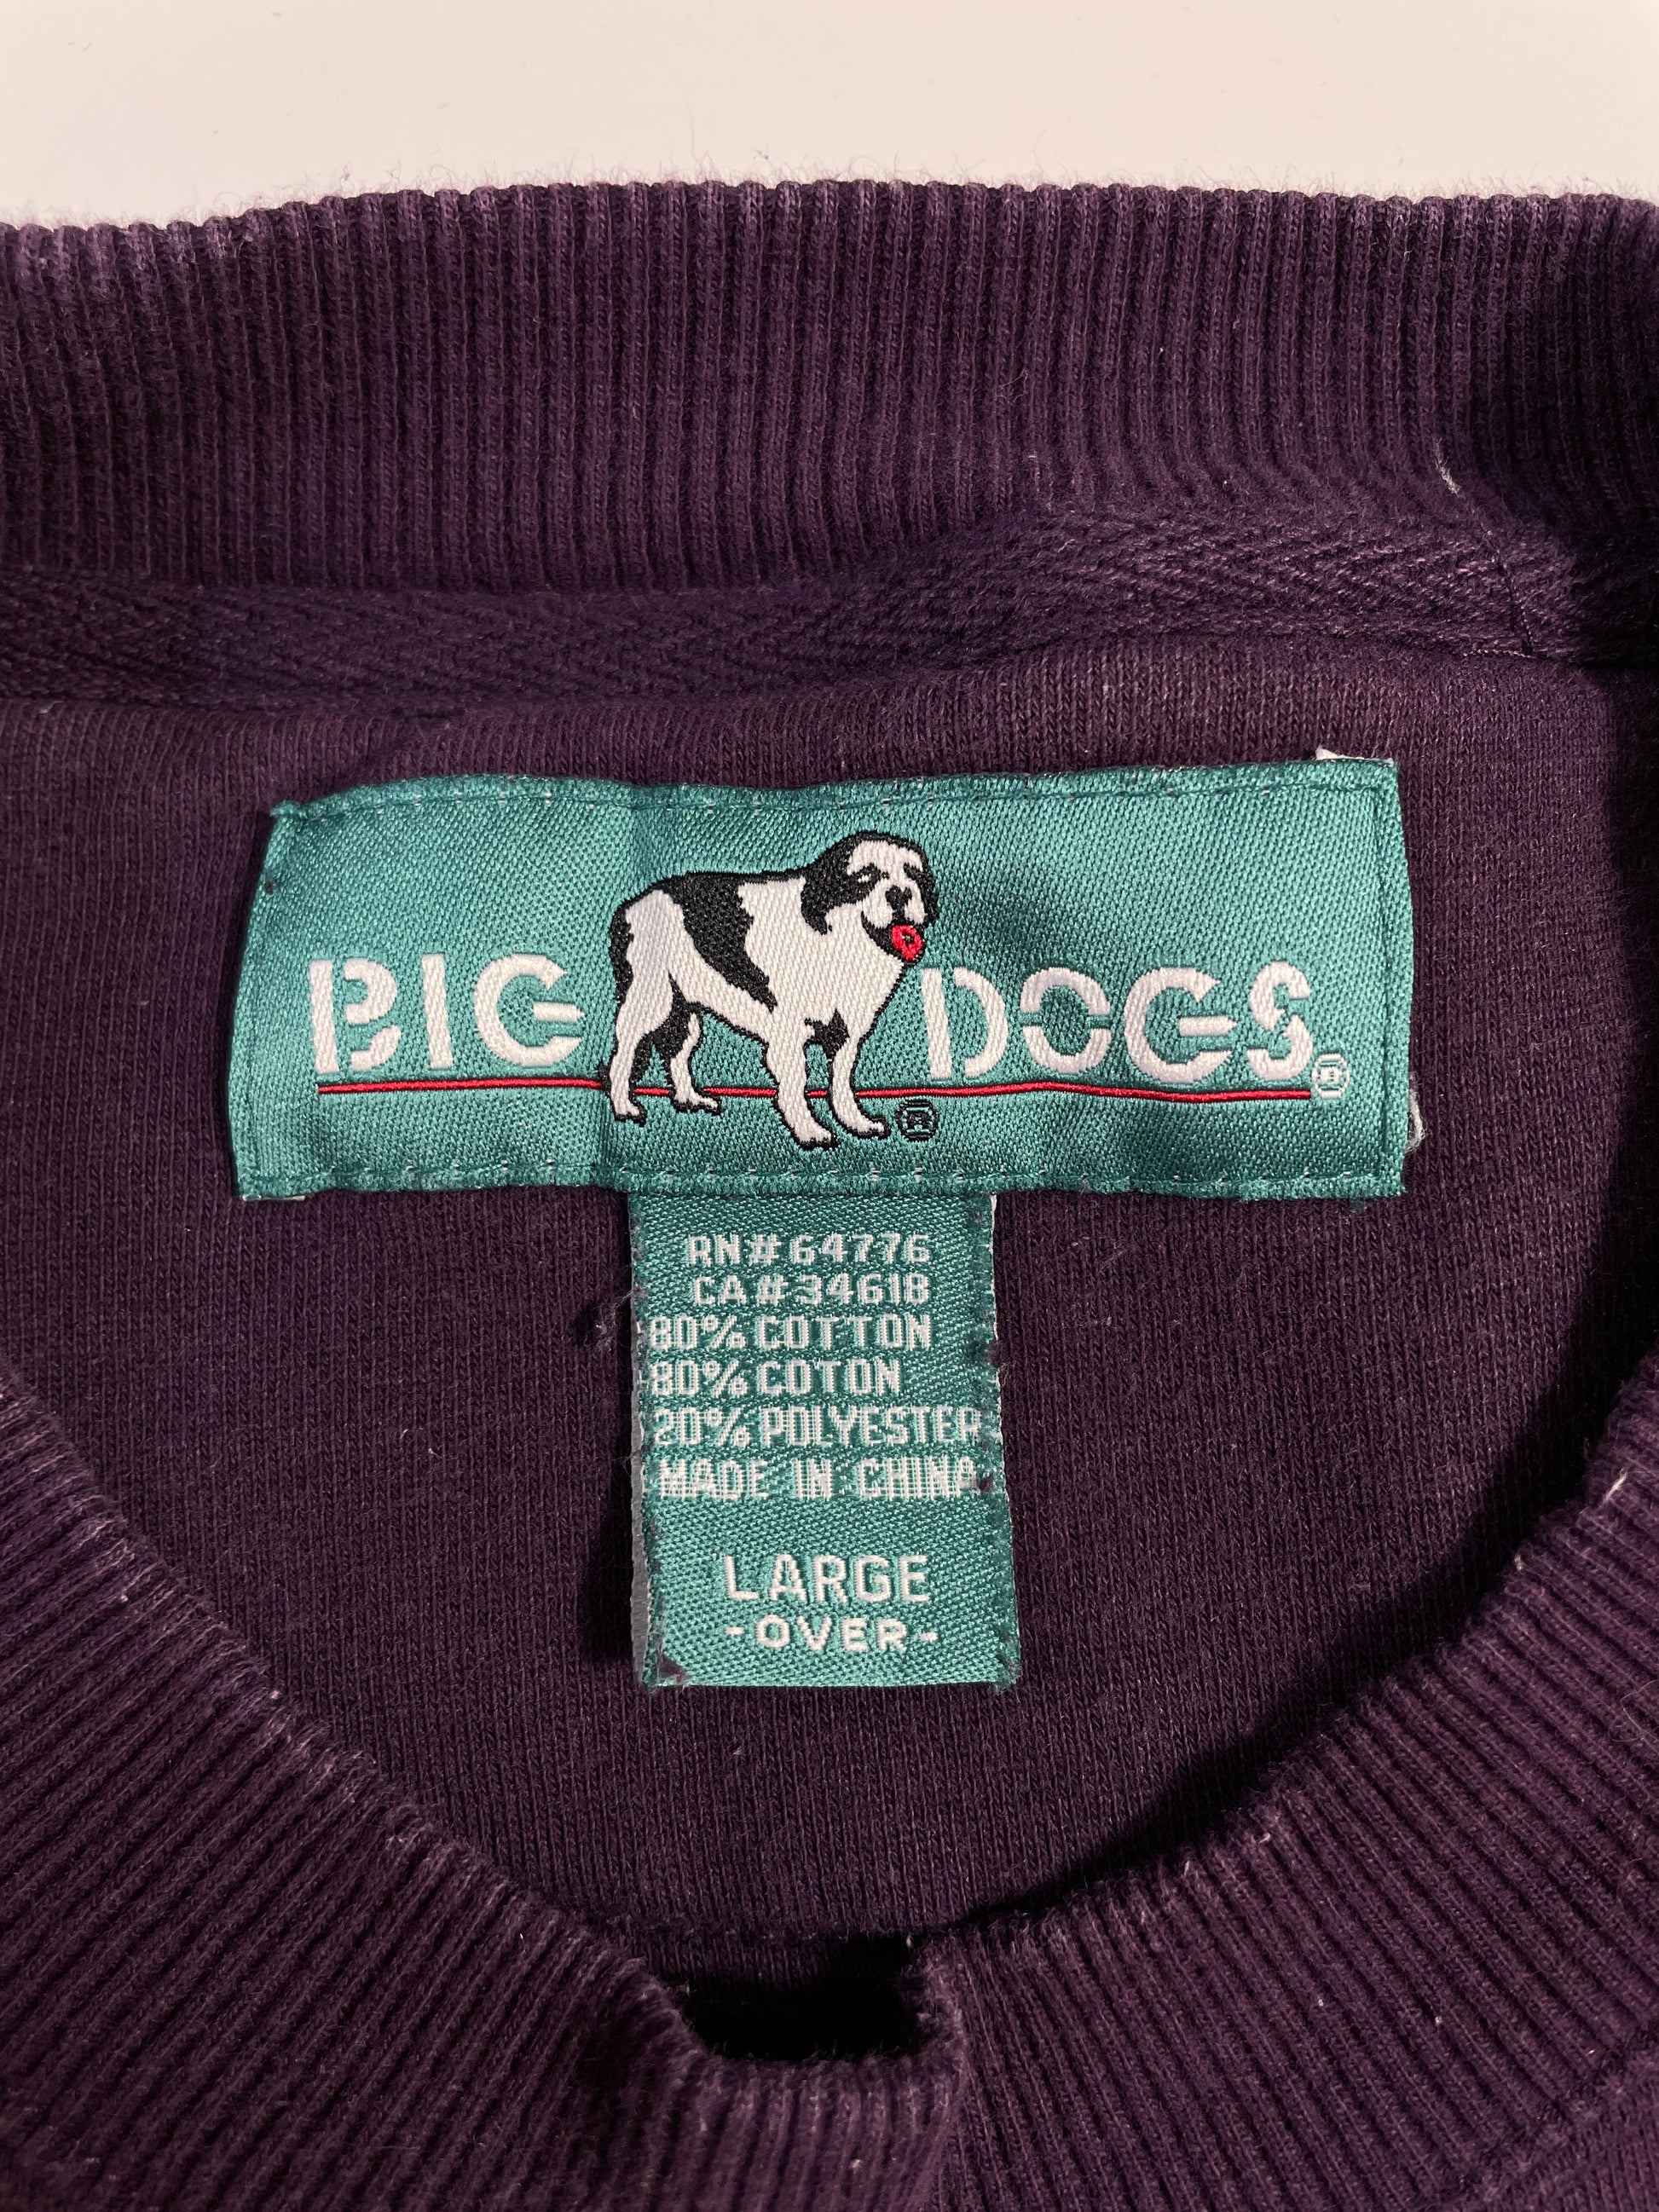 BIG DOGS®
®
RN#64776
CA#34618
80% COTTON
80% COTON
20% POLYESTER
MADE IN CHINA
LARGE
-OVER-